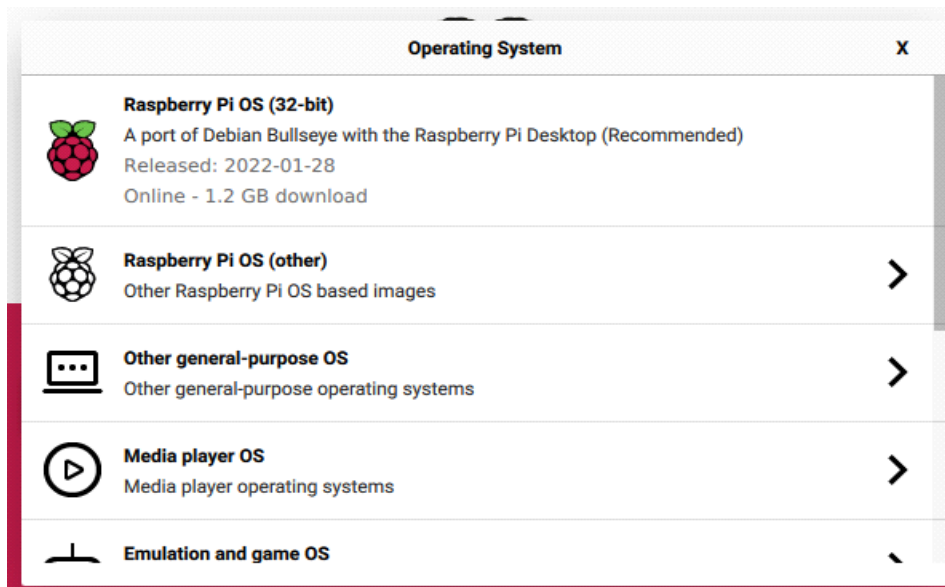 Operating System
X
Raspberry Pi OS (32-bit)
A port of Debian Bullseye with the Raspberry Pi Desktop (Recommended)
Released: 2022-01-28
Online - 1.2 GB download
Raspberry Pi OS (other)
Other Raspberry Pi OS based images
Other general-purpose OS
Other general-purpose operating systems
Media player OS
Media player operating systems
Emulation and game OS